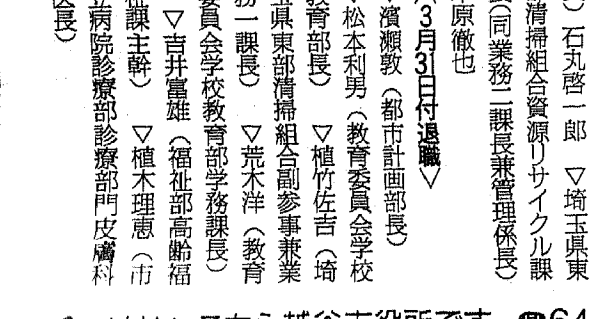 ）石丸啓一郎　▽埼玉県東
清掃組合資源リサイクル課
（同業務二課長兼管理係長）
原徹也
３月31日付退職▽
▽濱瀬敦（都市計画部長）
▽松本利男（教育委員会学校
教育部長）　▽植竹佐吉（埼
玉県東部清掃組合副参事兼業
務一課長）　▽荒木洋（教育
委員会学校教育部学務課長）
▽吉井富雄（福祉部高齢福
祉課主幹）　▽植木理恵（市
立病院診療部診療部門皮膚科
医長）